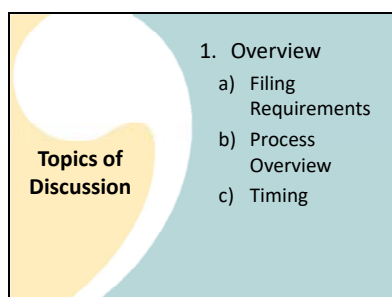 Topics of
Discussion
1. Overview
a) Filing
Requirements
b) Process
Overview
c) Timing